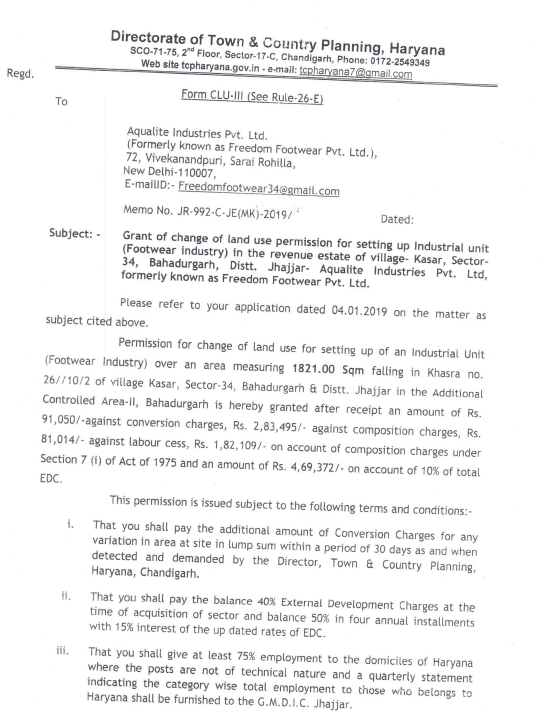 Directorate of Town & Country Planning, Haryana
SCO-71-75, 2nd Floor, Sector-17-C, Chandigarh, Phone: 0172-2549349
Web site tcpharyana.gov.in - e-mail: tcpharyana7@gmail.com
Regd.
Form CLU-III (See Rule-26-E)
To
Aqualite Industries Pvt. Ltd.
(Formerly known as Freedom Footwear Pvt. Ltd.),
72, Vivekanandpuri, Sarai Rohilla,
New Delhi-110007,
E-mailID:- Freedomfootwear34@gmail.com
Memo No. JR-992-C-JE(MK)-2019/ Dated:
Subject: - Grant of change of land use permission for setting up Industrial unit
(Footwear industry) in the revenue estate of village- Kasar, Sector-
34, Bahadurgarh, Distt. Jhajjar- Aqualite Industries Pvt. Ltd,
formerly known as Freedom Footwear Pvt. Ltd.
Please refer to your application dated 04.01.2019 on the matter as
subject cited above.
Permission for change of land use for setting up of an Industrial Unit
(Footwear Industry) over an area measuring 1821.00 Sqm falling in Khasra no.
26//10/2 of village Kasar, Sector-34, Bahadurgarh & Distt. Jhajjar in the Additional
Controlled Area-II, Bahadurgarh is hereby granted after receipt an amount of Rs.
91,050/-against conversion charges, Rs. 2,83,495/- against composition charges, Rs.
81,014/- against labour cess, Rs. 1,82,109/- on account of composition charges under
Section 7 (i) of Act of 1975 and an amount of Rs. 4,69,372/- on account of 10% of total
EDC.
This permission is issued subject to the following terms and conditions:-
i. That you shall pay the additional amount of Conversion Charges for any
variation in area at site in lump sum within a period of 30 days as and when
detected and demanded by the Director, Town & Country Planning,
Haryana, Chandigarh.
ii. That you shall pay the balance 40% External Development Charges at the
time of acquisition of sector and balance 50% in four annual installments
with 15% interest of the up dated rates of EDC.
iii. That you shall give at least 75% employment to the domiciles of Haryana
where the posts are not of technical nature and a quarterly statement
indicating the category wise total employment to those who belongs to
Haryana shall be furnished to the G.M.D.I.C. Jhajjar.